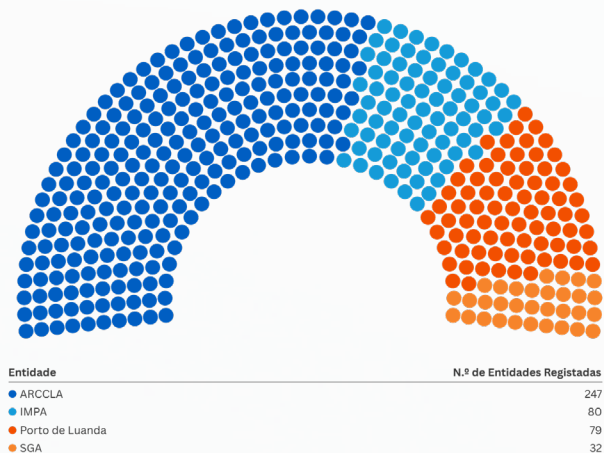 Entidade N.º de Entidades Registadas
ARCCLA 247
IMPA 80
Porto de Luanda 79
SGA 32